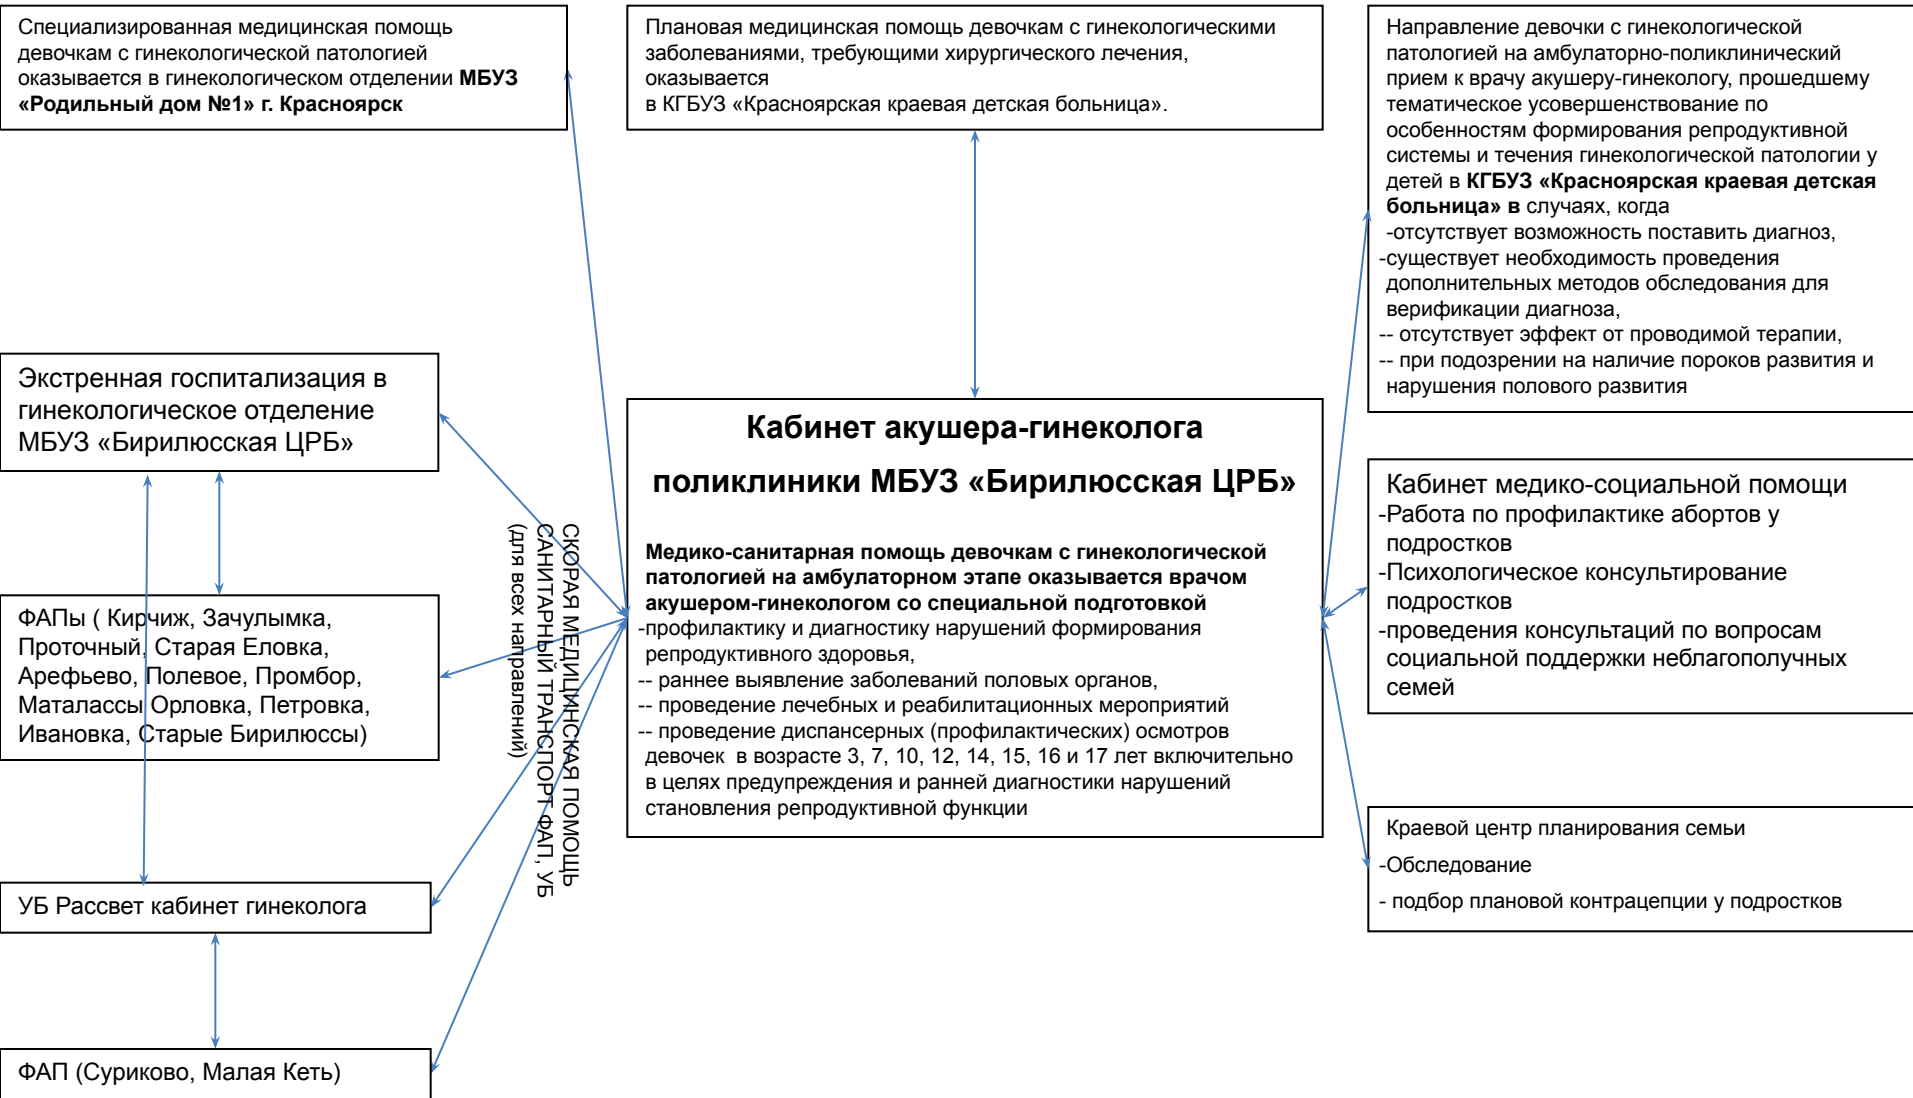 Специализированная медицинская помощь
девочкам с гинекологической патологией
оказывается в гинекологическом отделении МБУЗ
«Родильный дом №1» г. Красноярск
Плановая медицинская помощь девочкам с гинекологическими
заболеваниями, требующими хирургического лечения,
оказывается
в КГБУЗ «Красноярская краевая детская больница».
Направление девочки с гинекологической
патологией на амбулаторно-поликлинический
прием к врачу акушеру-гинекологу, прошедшему
тематическое усовершенствование по
особенностям формирования репродуктивной
системы и течения гинекологической патологии у
детей в КГБУЗ «Красноярская краевая детская
больница» в случаях, когда
-отсутствует возможность поставить диагноз,
-существует необходимость проведения
дополнительных методов обследования для
верификации диагноза,
-- отсутствует эффект от проводимой терапии,
-- при подозрении на наличие пороков развития и
нарушения полового развития
Экстренная госпитализация в
гинекологическое отделение
МБУЗ «Бирилюсская ЦРБ»
Кабинет акушера-гинеколога
поликлиники МБУЗ «Бирилюсская ЦРБ»
Медико-санитарная помощь девочкам с гинекологической
патологией на амбулаторном этапе оказывается врачом
акушером-гинекологом со специальной подготовкой
-профилактику и диагностику нарушений формирования
репродуктивного здоровья,
-- раннее выявление заболеваний половых органов,
-- проведение лечебных и реабилитационных мероприятий
-- проведение диспансерных (профилактических) осмотров
девочек  в возрасте 3, 7, 10, 12, 14, 15, 16 и 17 лет включительно
в целях предупреждения и ранней диагностики нарушений
становления репродуктивной функции
Кабинет медико-социальной помощи
-Работа по профилактике абортов у
подростков
-Психологическое консультирование
подростков
-проведения консультаций по вопросам
социальной поддержки неблагополучных
семей
СКОРАЯ МЕДИЦИНСКАЯ ПОМОЩЬ
САНИТАРНЫЙ ТРАНСПОРТ ФАП, УБ
(для всех направлений)
ФАПы ( Кирчиж, Зачулымка,
Проточный, Старая Еловка,
Арефьево, Полевое, Промбор,
Маталассы Орловка, Петровка,
Ивановка, Старые Бирилюссы)
Краевой центр планирования семьи
-Обследование
- подбор плановой контрацепции у подростков
УБ Рассвет кабинет гинеколога
ФАП (Суриково, Малая Кеть)